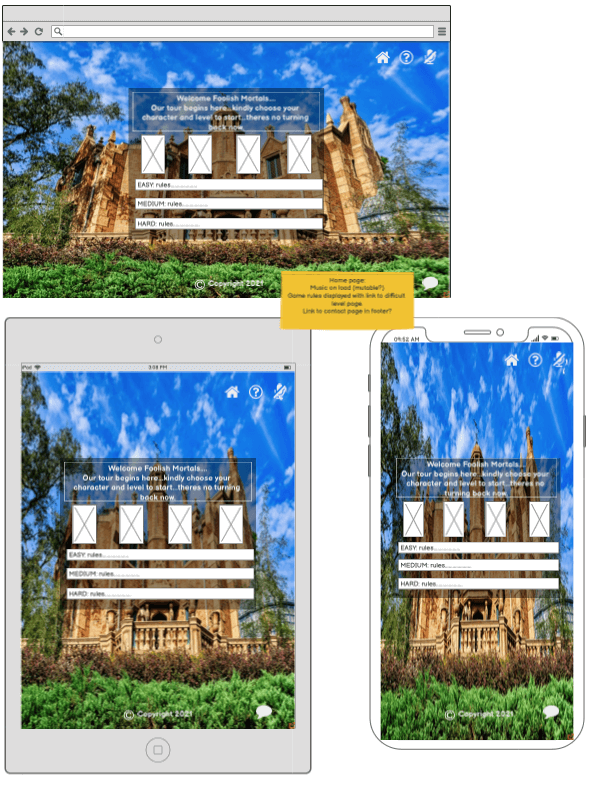 Welcome Foolish Mortals...
Our tour begins here...kindly choose your
character and level to start...theres no turning
back now.
EASY: rules..................
MEDIUM: rules..................
HARD: rules..................
© Copyright 2021
Home page:
Music on load (mutable?)
Game rules displayed with link to difficult
level page.
Link to contact page in footer?
iPod
3:08 PM
Welcome Foolish Mortals...
Our tour begins here...kindly choose your
character and level to start...theres no turning
back now.
EASY: rules..................
MEDIUM: rules..................
HARD: rules..................
© Copyright 2021
09:52 AM
Welcome Foolish Mortals...
Our tour begins here...kindly choose your
character and level to start...theres no
turning back now.
EASY: rules..................
MEDIUM: rules..................
HARD: rules..................
© Copyright 2021